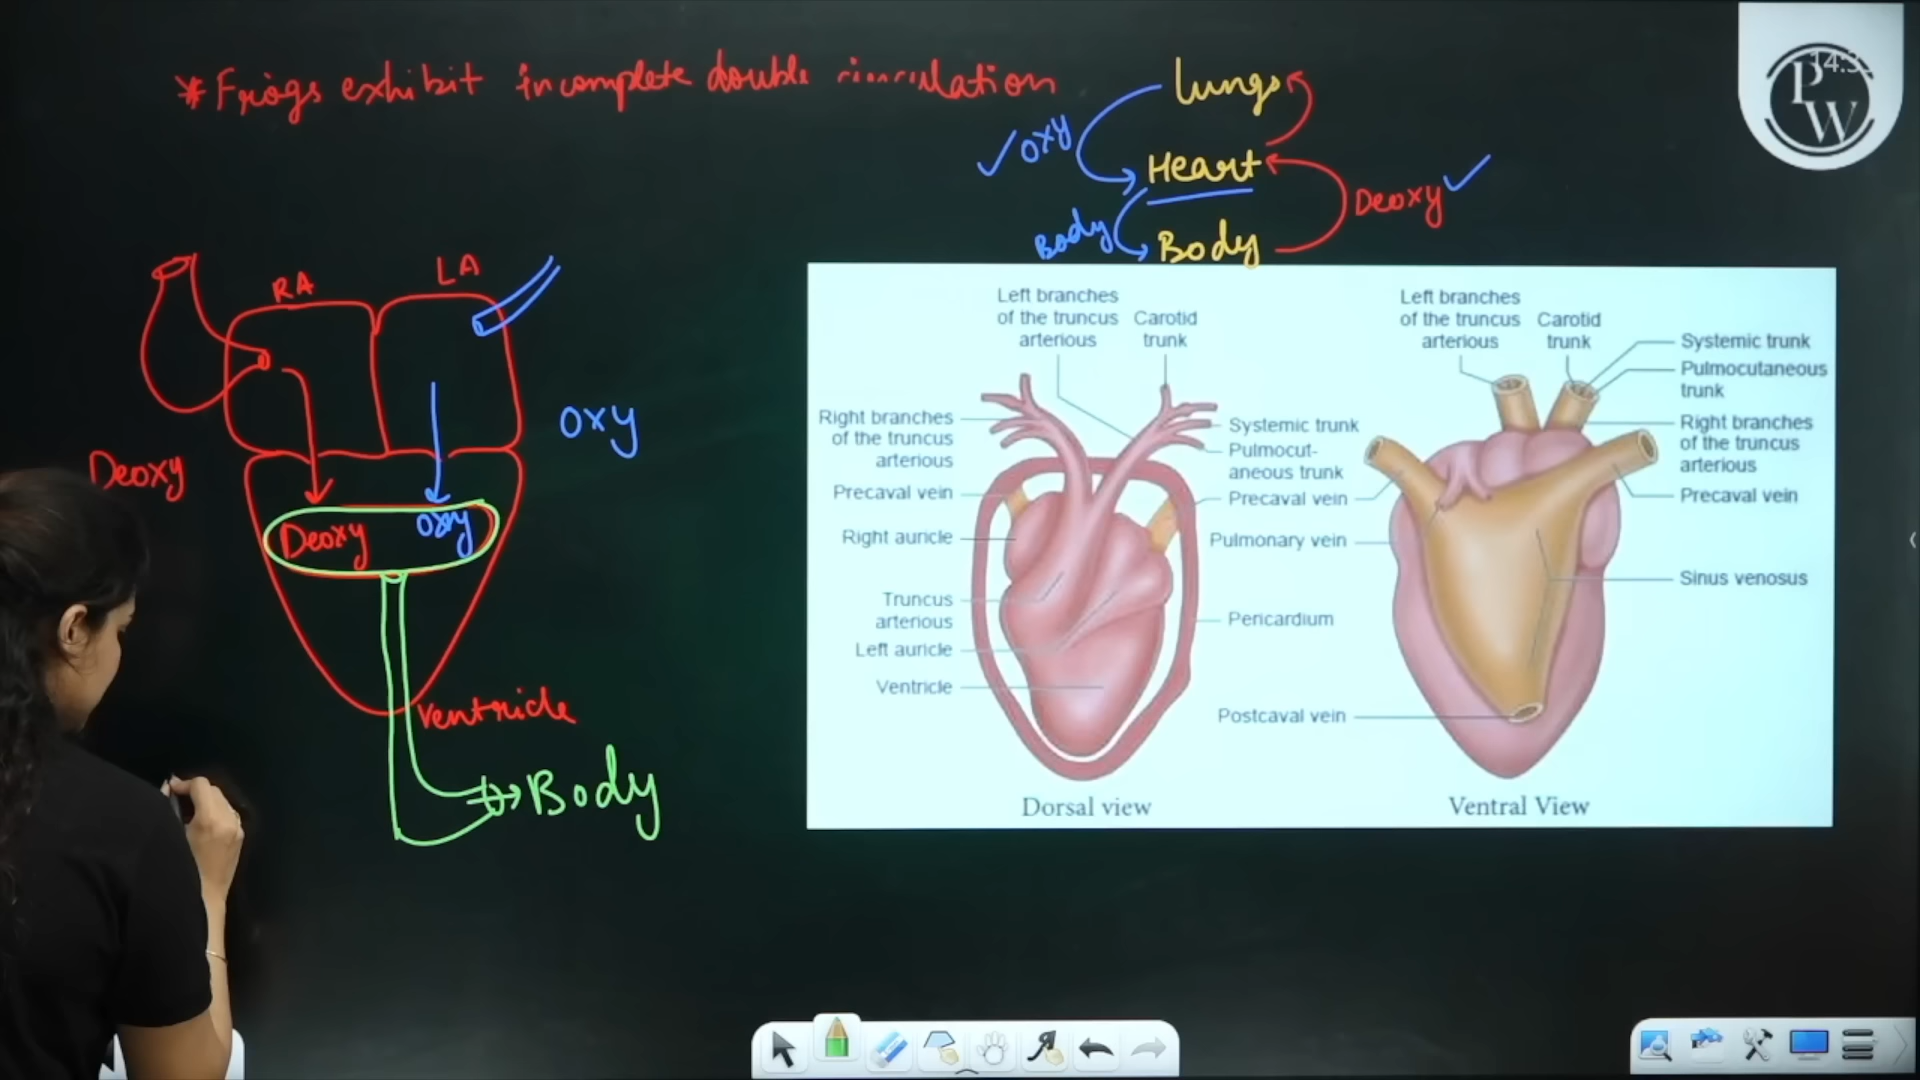 * Frogs exhibit incomplete double circulation
Lungs
oxy
Heart
Deoxy
Body
Body
RA
LA
oxy
Deoxy
Deoxy
oxy
Ventricle
Body
PW
Left branches
of the truncus
arterious
Carotid
trunk
Right branches
of the truncus
arterious
Systemic trunk
Pulmocut-
aneous trunk
Precaval vein
Precaval vein
Right auricle
Pulmonary vein
Truncus
arterious
Pericardium
Left auricle
Ventricle
Postcaval vein
Dorsal view
Left branches
of the truncus
arterious
Carotid
trunk
Systemic trunk
Pulmocutaneous
trunk
Right branches
of the truncus
arterious
Precaval vein
Sinus venosus
Ventral View